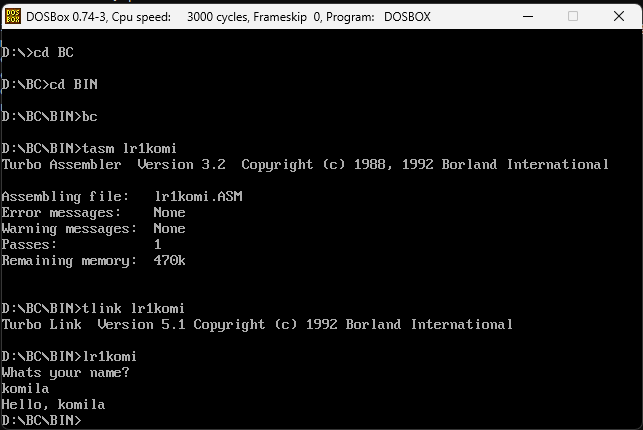 DOS
BOX
DOSBox 0.74-3, Cpu speed: 3000 cycles, Frameskip 0, Program: DOSBOX
D:\>cd BC
D:\BC>cd BIN
D:\BC\BIN>bc
D:\BC\BIN>tasm lr1komi
Turbo Assembler Version 3.2 Copyright (c) 1988, 1992 Borland International
Assembling file: lr1komi.ASM
Error messages: None
Warning messages: None
Passes: 1
Remaining memory: 470k
D:\BC\BIN>tlink lr1komi
Turbo Link Version 5.1 Copyright (c) 1992 Borland International
D:\BC\BIN>lr1komi
Whats your name?
komila
Hello, komila
D:\BC\BIN>